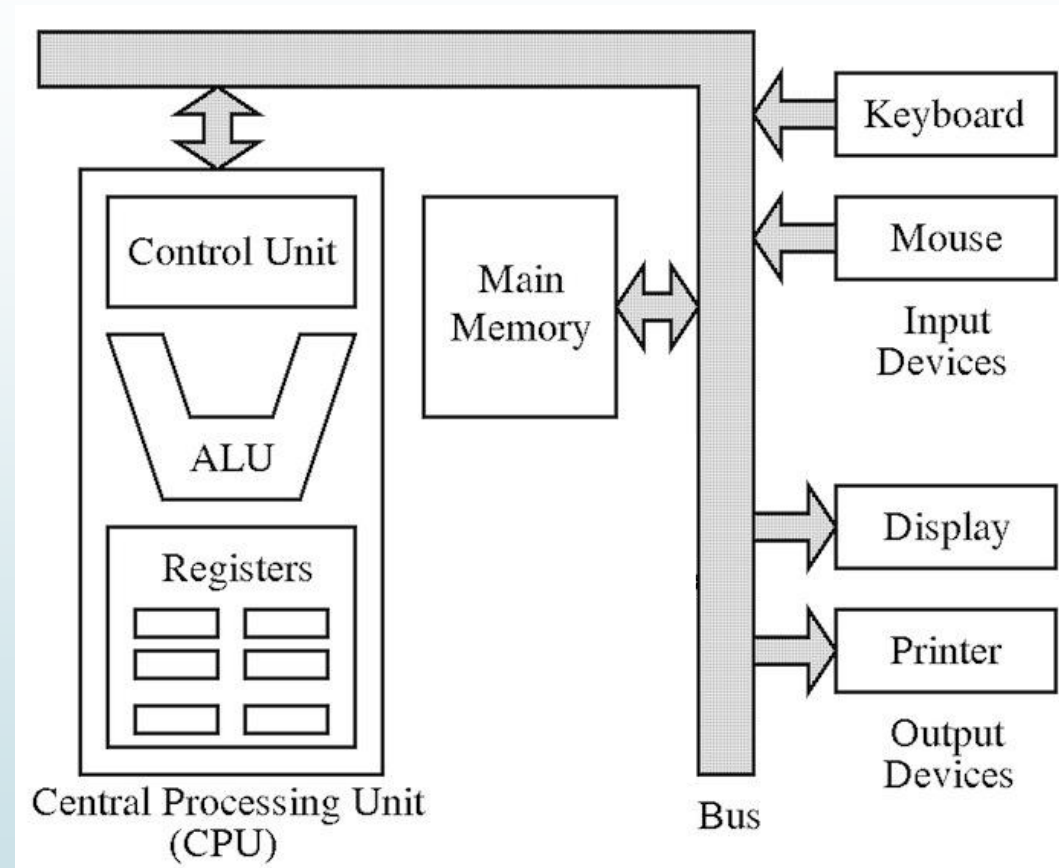 Keyboard
Control Unit
Mouse
Main
Memory
Input
Devices
ALU
Display
Registers
Printer
Output
Devices
Central Processing Unit
(CPU)
Bus